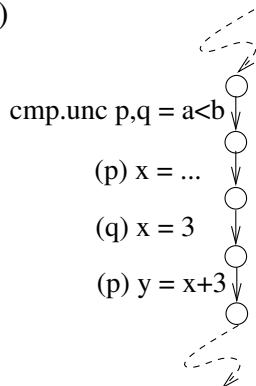 )
cmp.unc p,q = a<b
(p) x = ...
(q) x = 3
(p) y = x+3